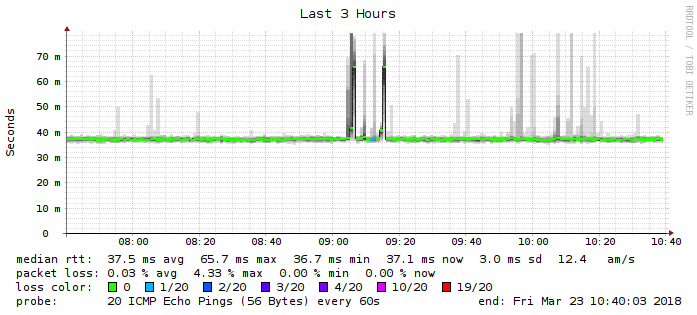 Last 3 Hours
RRDTOOL / TOBI OETIKER
Seconds
70 m
60 m
50 m
40 m
30 m
20 m
10 m
0
08:00 08:20 08:40 09:00 09:20 09:40 10:00 10:20 10:40
median rtt: 37.5 ms avg 65.7 ms max 36.7 ms min 37.1 ms now 3.0 ms sd 12.4 am/s
packet loss: 0.03 % avg 4.33 % max 0.00 % min 0.00 % now
loss color: 0 1/20 2/20 3/20 4/20 10/20 19/20
probe: 20 ICMP Echo Pings (56 Bytes) every 60s end: Fri Mar 23 10:40:03 2018